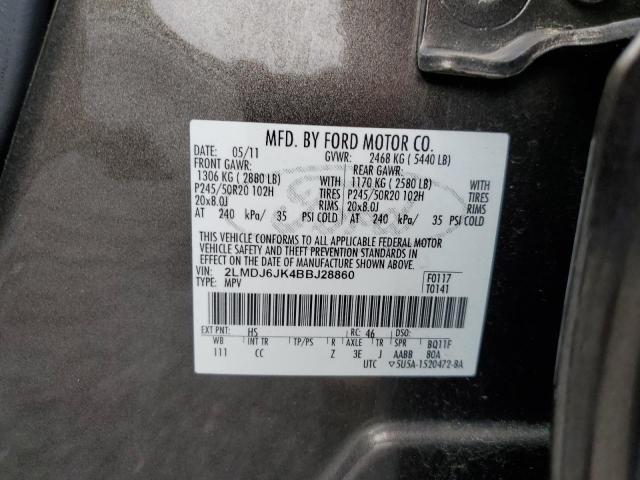 MFD. BY FORD MOTOR CO.
DATE: 05/11 GVWR: 2468 KG ( 5440 LB)
FRONT GAWR: REAR GAWR:
1306 KG ( 2880 LB) WITH 1170 KG ( 2580 LB) WITH
P245/50R20 102H TIRES P245/50R20 102H TIRES
20x8.0J RIMS 20x8.0J RIMS
AT 240 kPa/ 35 PSI COLD AT 240 kPa/ 35 PSI COLD
THIS VEHICLE CONFORMS TO ALL APPLICABLE FEDERAL MOTOR
VEHICLE SAFETY AND THEFT PREVENTION STANDARDS IN
EFFECT ON THE DATE OF MANUFACTURE SHOWN ABOVE.
VIN: 2LMDJ6JK4BBJ28860 F0117
TYPE: MPV T0141
EXT PNT: HS RC: 46 DSO:
WB INT TR TP/PS R AXLE TR SPR BQ11F
111 CC Z 3E J AABB 80A
UTC ▽5U5A-1520472-BA
Ford